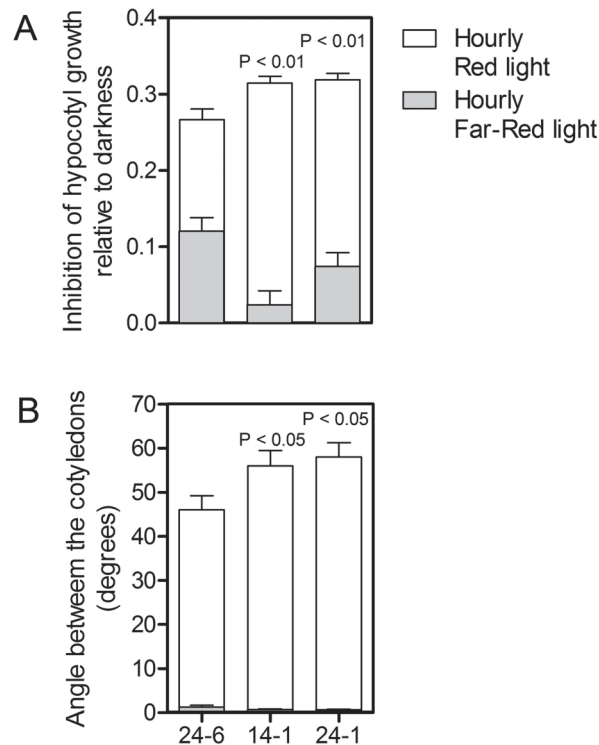 A
Inhibition of hypocotyl growth
relative to darkness
0.4
0.3
0.2
0.1
0.0
P < 0.01
P < 0.01
Hourly
Red light
Hourly
Far-Red light
B
Angle betweem the cotyledons
(degrees)
70
60
50
40
30
20
10
0
P < 0.05
P < 0.05
24-6 14-1 24-1